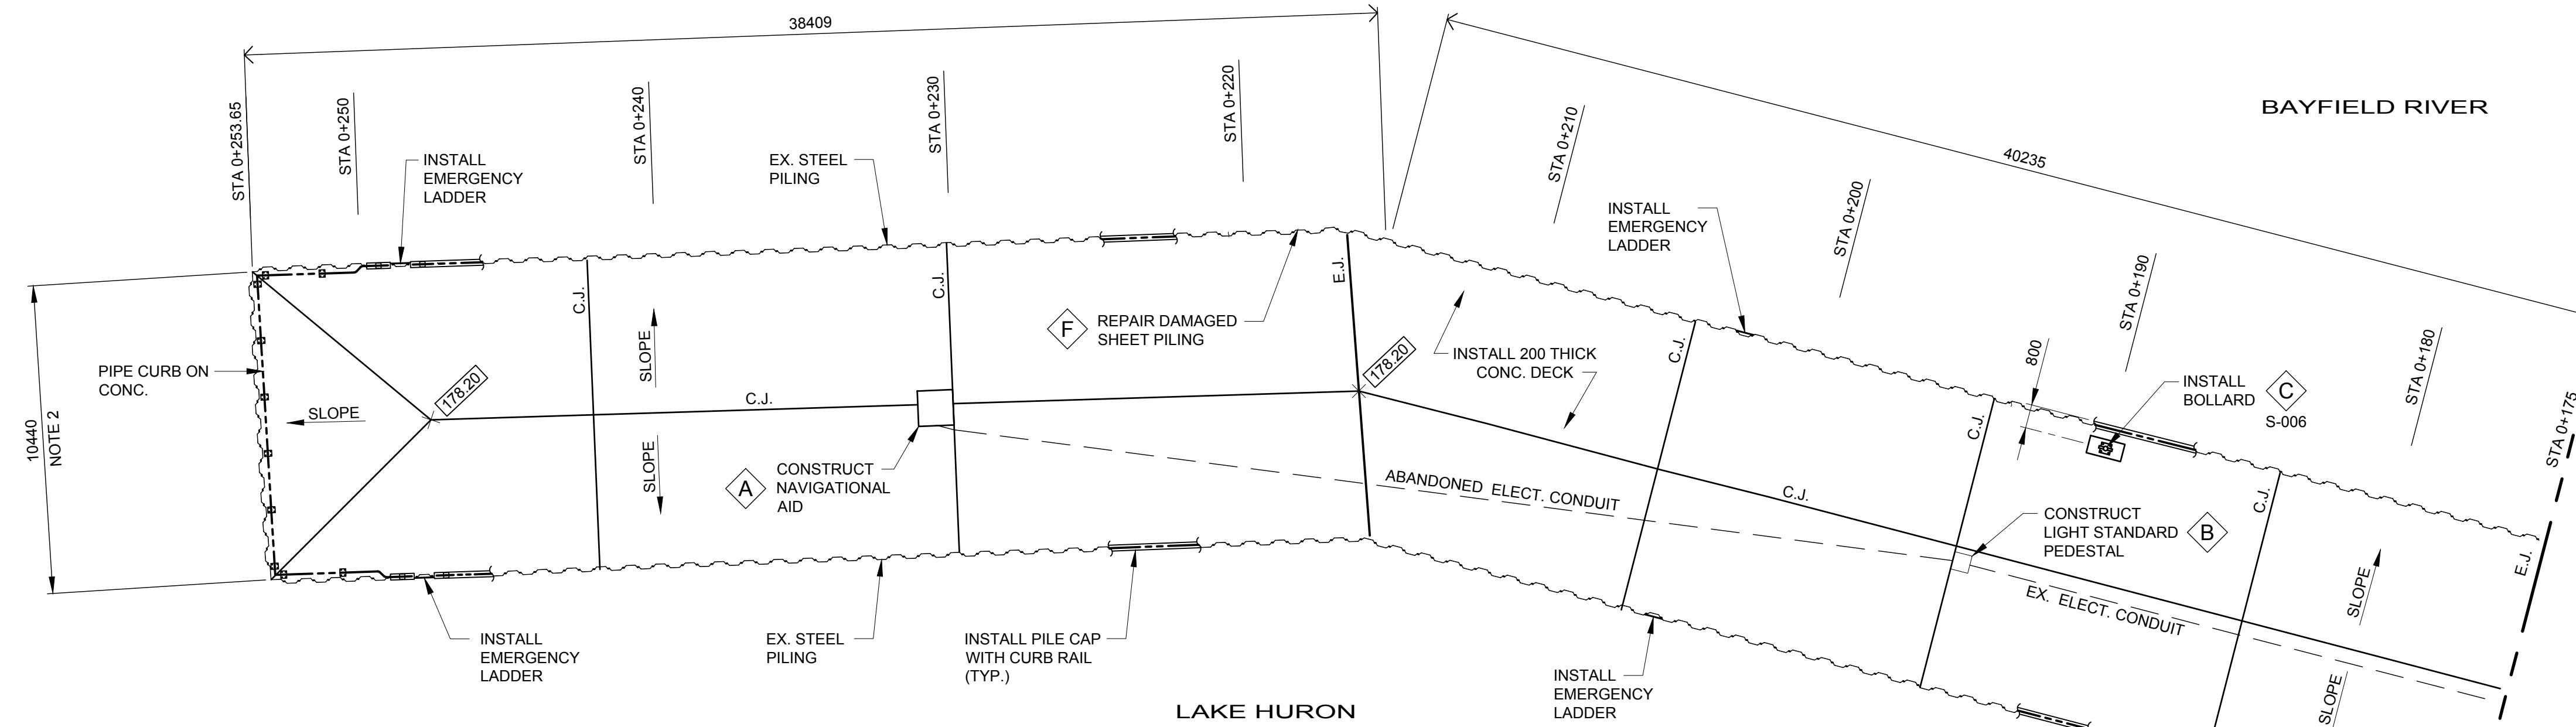 38409
BAYFIELD RIVER
40235
STA 0+253.65
STA 0+250
STA 0+240
STA 0+230
STA 0+220
STA 0+210
STA 0+200
STA 0+190
STA 0+180
STA 0+175
INSTALL
EMERGENCY
LADDER
EX. STEEL
PILING
INSTALL
EMERGENCY
LADDER
800
INSTALL
BOLLARD
C
S-006
10440
NOTE 2
PIPE CURB ON
CONC.
SLOPE
178.20
C.J.
SLOPE
SLOPE
C.J.
C.J.
F
REPAIR DAMAGED
SHEET PILING
E.J.
178.20
INSTALL 200 THICK
CONC. DECK
C.J.
C.J.
C.J.
C.J.
E.J.
A
CONSTRUCT
NAVIGATIONAL
AID
ABANDONED ELECT. CONDUIT
CONSTRUCT
LIGHT STANDARD
PEDESTAL
B
EX. ELECT. CONDUIT
SLOPE
SLOPE
INSTALL
EMERGENCY
LADDER
EX. STEEL
PILING
INSTALL PILE CAP
WITH CURB RAIL
(TYP.)
INSTALL
EMERGENCY
LADDER
LAKE HURON